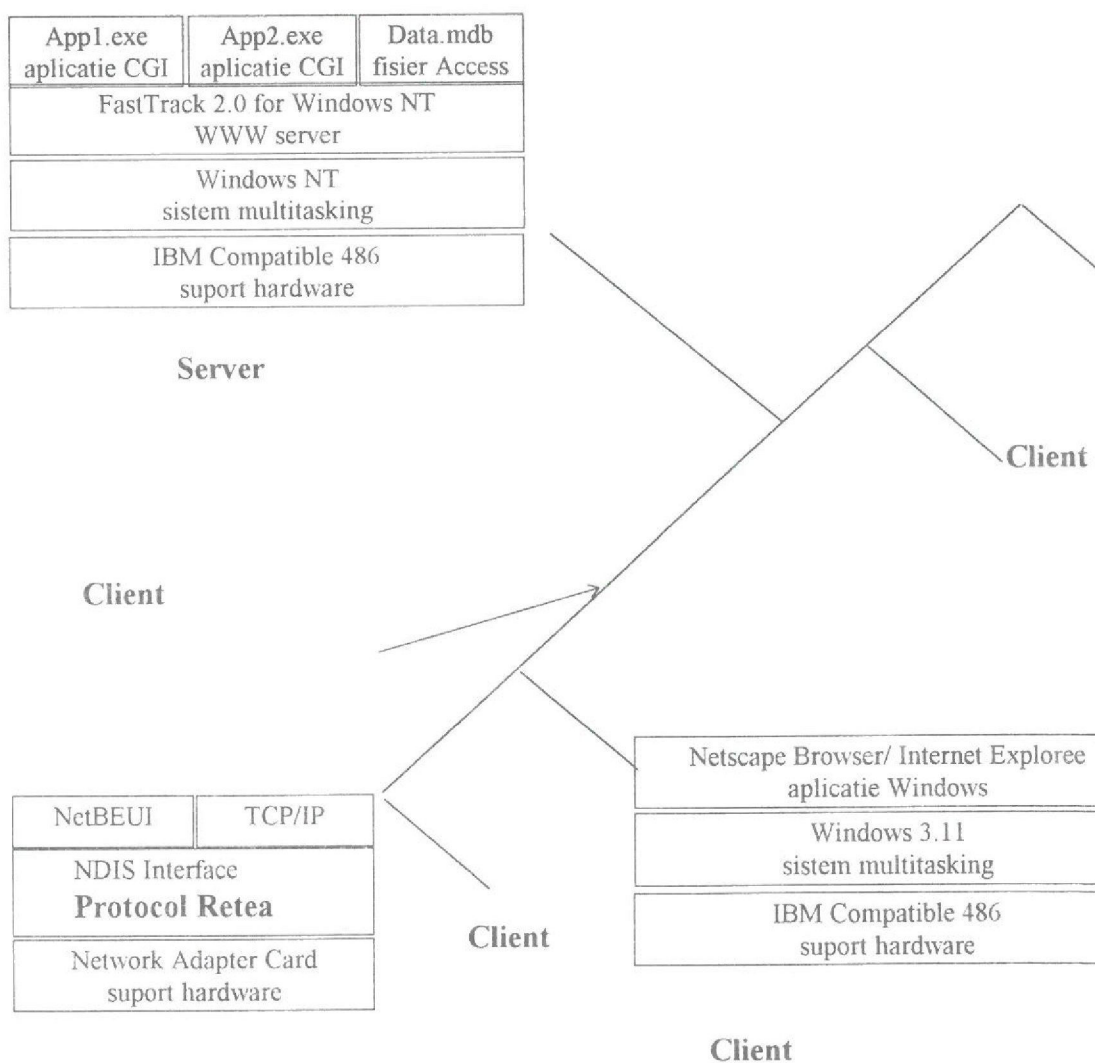 App1.exe
aplicatie CGI
App2.exe
aplicatie CGI
Data.mdb
fisier Access
FastTrack 2.0 for Windows NT
WWW server
Windows NT
sistem multitasking
IBM Compatible 486
suport hardware
Server
Client
Client
Netscape Browser/ Internet Exploree
aplicatie Windows
Windows 3.11
sistem multitasking
IBM Compatible 486
suport hardware
NetBEUI
TCP/IP
NDIS Interface
Protocol Retea
Network Adapter Card
suport hardware
Client
Client